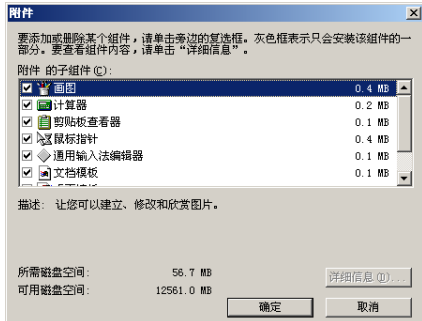 附件
要添加或删除某个组件，请单击旁边的复选框。灰色框表示只会安装该组件的一
部分。要查看组件内容，请单击“详细信息”。
附件 的子组件(C):
画图 0.4 MB
计算器 0.2 MB
剪贴板查看器 0.1 MB
鼠标指针 0.4 MB
通用输入法编辑器 0.1 MB
文档模板 0.1 MB
描述: 让您可以建立、修改和欣赏图片。
所需磁盘空间: 56.7 MB
可用磁盘空间: 12561.0 MB
详细信息(D)...
确定 取消